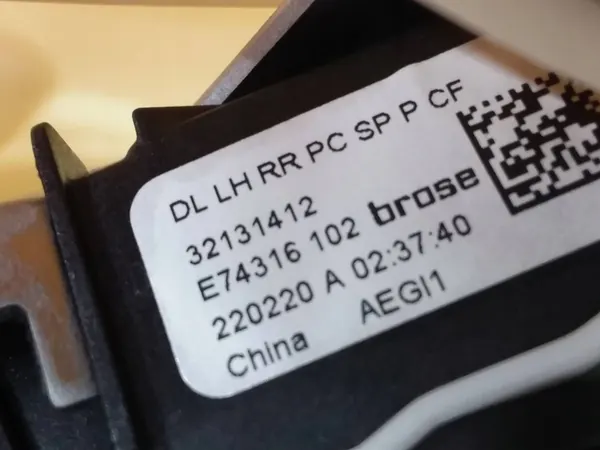 DL LH RR PC SP P CF
32131412
E74316 102 brose
220220 A 02:37:40
China AEGI1